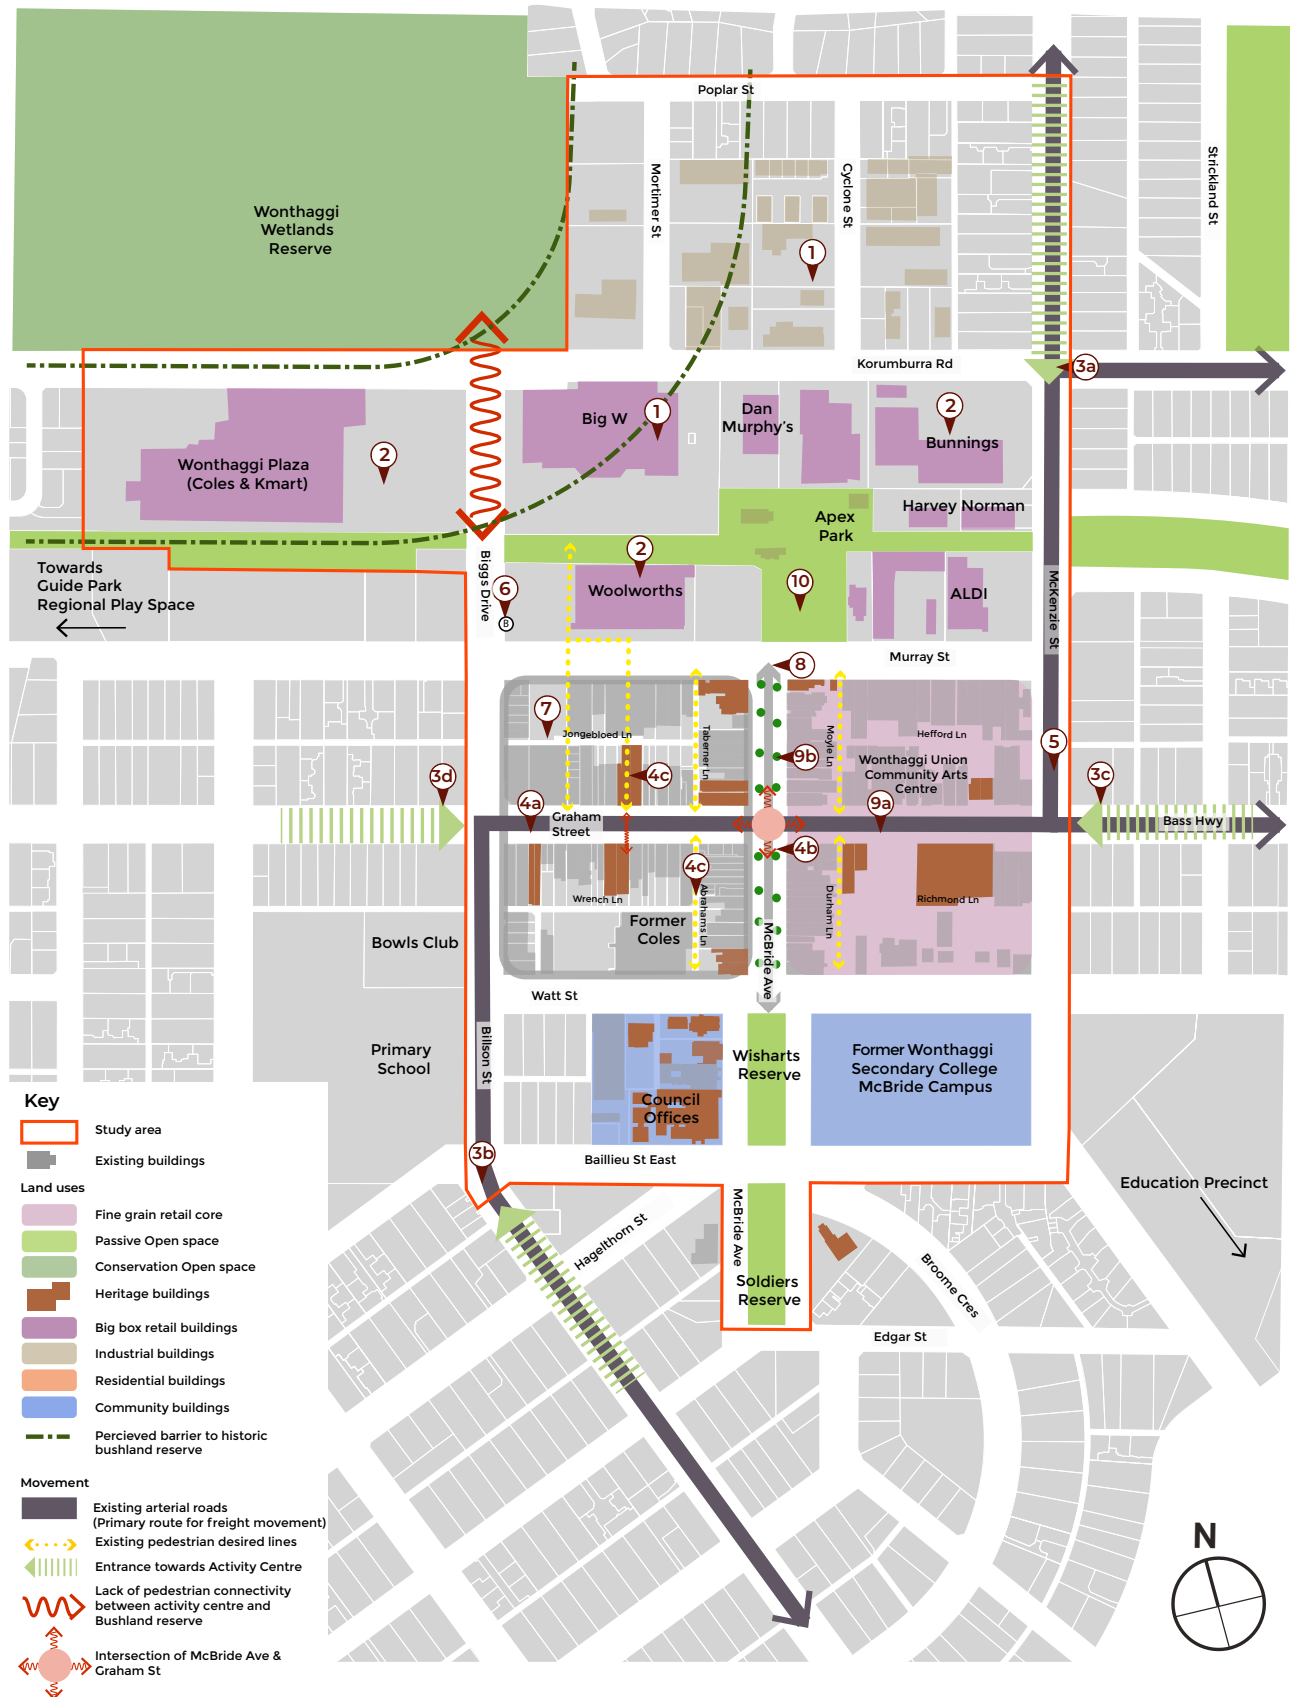 Poplar St
Strickland St
Mortimer St
Cyclone St
Wonthaggi
Wetlands
Reserve
1
Korumburra Rd
3a
Big W
1
Dan
Murphy's
2
Bunnings
2
Wonthaggi Plaza
(Coles & Kmart)
Harvey Norman
Apex
Park
2
Towards
Guide Park
Regional Play Space
Biggs Drive
6
B
Woolworths
10
ALDI
McKenzie St
Murray St
8
7
Jongebloed Ln
Taberner Ln
Moyle Ln
Hefford Ln
5
9b
Wonthaggi Union
Community Arts
Centre
3d
4c
3c
4a
Graham
Street
9a
Bass Hwy
4b
4c
Wrench Ln
Abrahams Ln
Durham Ln
Richmond Ln
Former
Coles
McBride Ave
Bowls Club
Watt St
Primary
School
Billson St
Wisharts
Reserve
Former Wonthaggi
Secondary College
McBride Campus
Council
Offices
3b
Baillieu St East
Education Precinct
McBride Ave
Hagelthorn St
Broome Cres
Soldiers
Reserve
Edgar St
Key
Study area
Existing buildings
Land uses
Fine grain retail core
Passive Open space
Conservation Open space
Heritage buildings
Big box retail buildings
Industrial buildings
Residential buildings
Community buildings
Percieved barrier to historic
bushland reserve
Movement
Existing arterial roads
(Primary route for freight movement)
Existing pedestrian desired lines
Entrance towards Activity Centre
Lack of pedestrian connectivity
between activity centre and
Bushland reserve
Intersection of McBride Ave &
Graham St
N